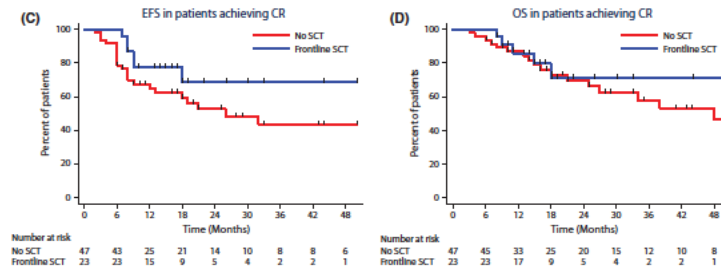 (C) EFS in patients achieving CR
100
80
60
40
20
0
Percent of patients
No SCT
Frontline SCT
0 6 12 18 24 30 36 42 48
Time (Months)
Number at risk
No SCT 47 43 25 21 14 10 8 8 6
Frontline SCT 23 23 15 9 5 4 2 2 1
(D) OS in patients achieving CR
100
80
60
40
20
0
Percent of patients
No SCT
Frontline SCT
0 6 12 18 24 30 36 42 48
Time (Months)
Number at risk
No SCT 47 45 33 25 20 15 12 10 8
Frontline SCT 23 23 17 9 5 4 2 2 1